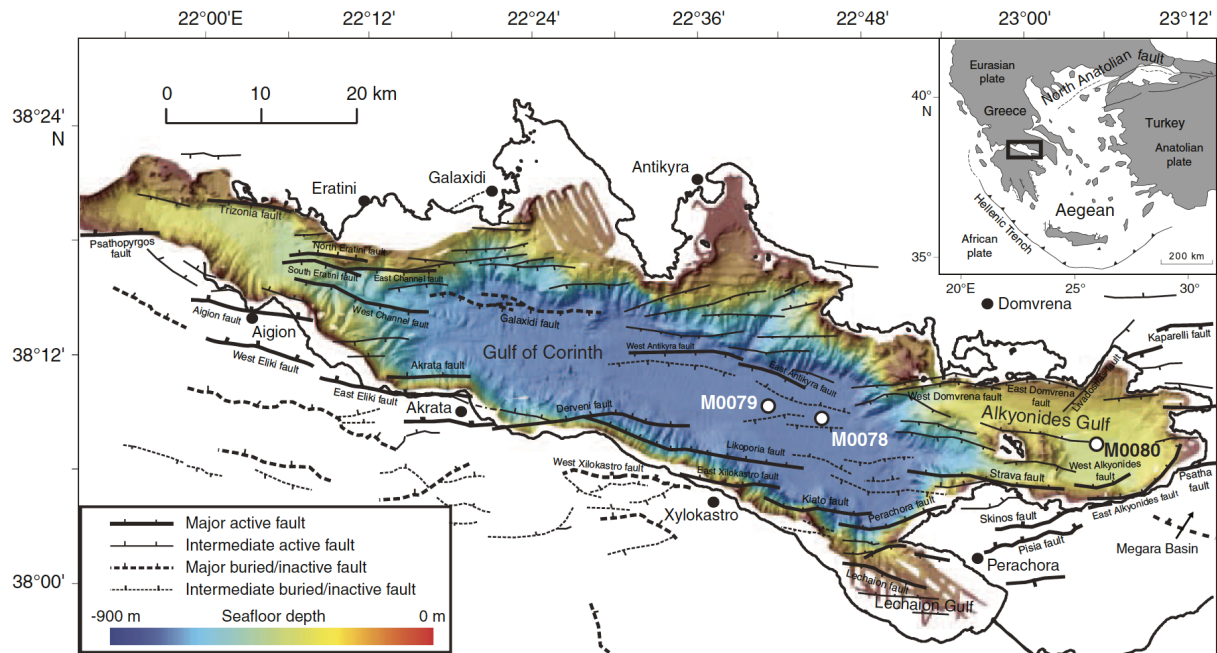 22°00'E 22°12' 22°24' 22°36' 22°48' 23°00' 23°12'
38°24'
N
38°12'
38°00'
0 10 20 km
Eurasian
plate
North Anatolian fault
40°
N
Greece
Turkey
Anatolian
plate
Aegean
Hellenic Trench
African
plate
35°
200 km
20°E 25° 30°
Eratini
Galaxidi
Antikyra
Domvrena
Trizonia fault
Psathopyrgos
fault
North Eratini fault
South Eratini fault
East Channel fault
West Channel fault
Galaxidi fault
Aigion fault
Aigion
West Eliki fault
East Eliki fault
Akrata fault
Akrata
Gulf of Corinth
West Antikyra fault
East Antikyra fault
M0079
M0078
Derveni fault
Likoporia fault
West Xilokastro fault
East Xilokastro fault
Xylokastro
Kiato fault
Perachora fault
West Domvrena fault
East Domvrena
fault
Livadostras fault
Kaparelli fault
Alkyonides Gulf
M0080
West Alkyonides
fault
Strava fault
Psatha
fault
East Alkyonides fault
Skinos fault
Pisia fault
Megara Basin
Perachora
Lechaion fault
Lechaion Gulf
Major active fault
Intermediate active fault
Major buried/inactive fault
Intermediate buried/inactive fault
-900 m Seafloor depth 0 m